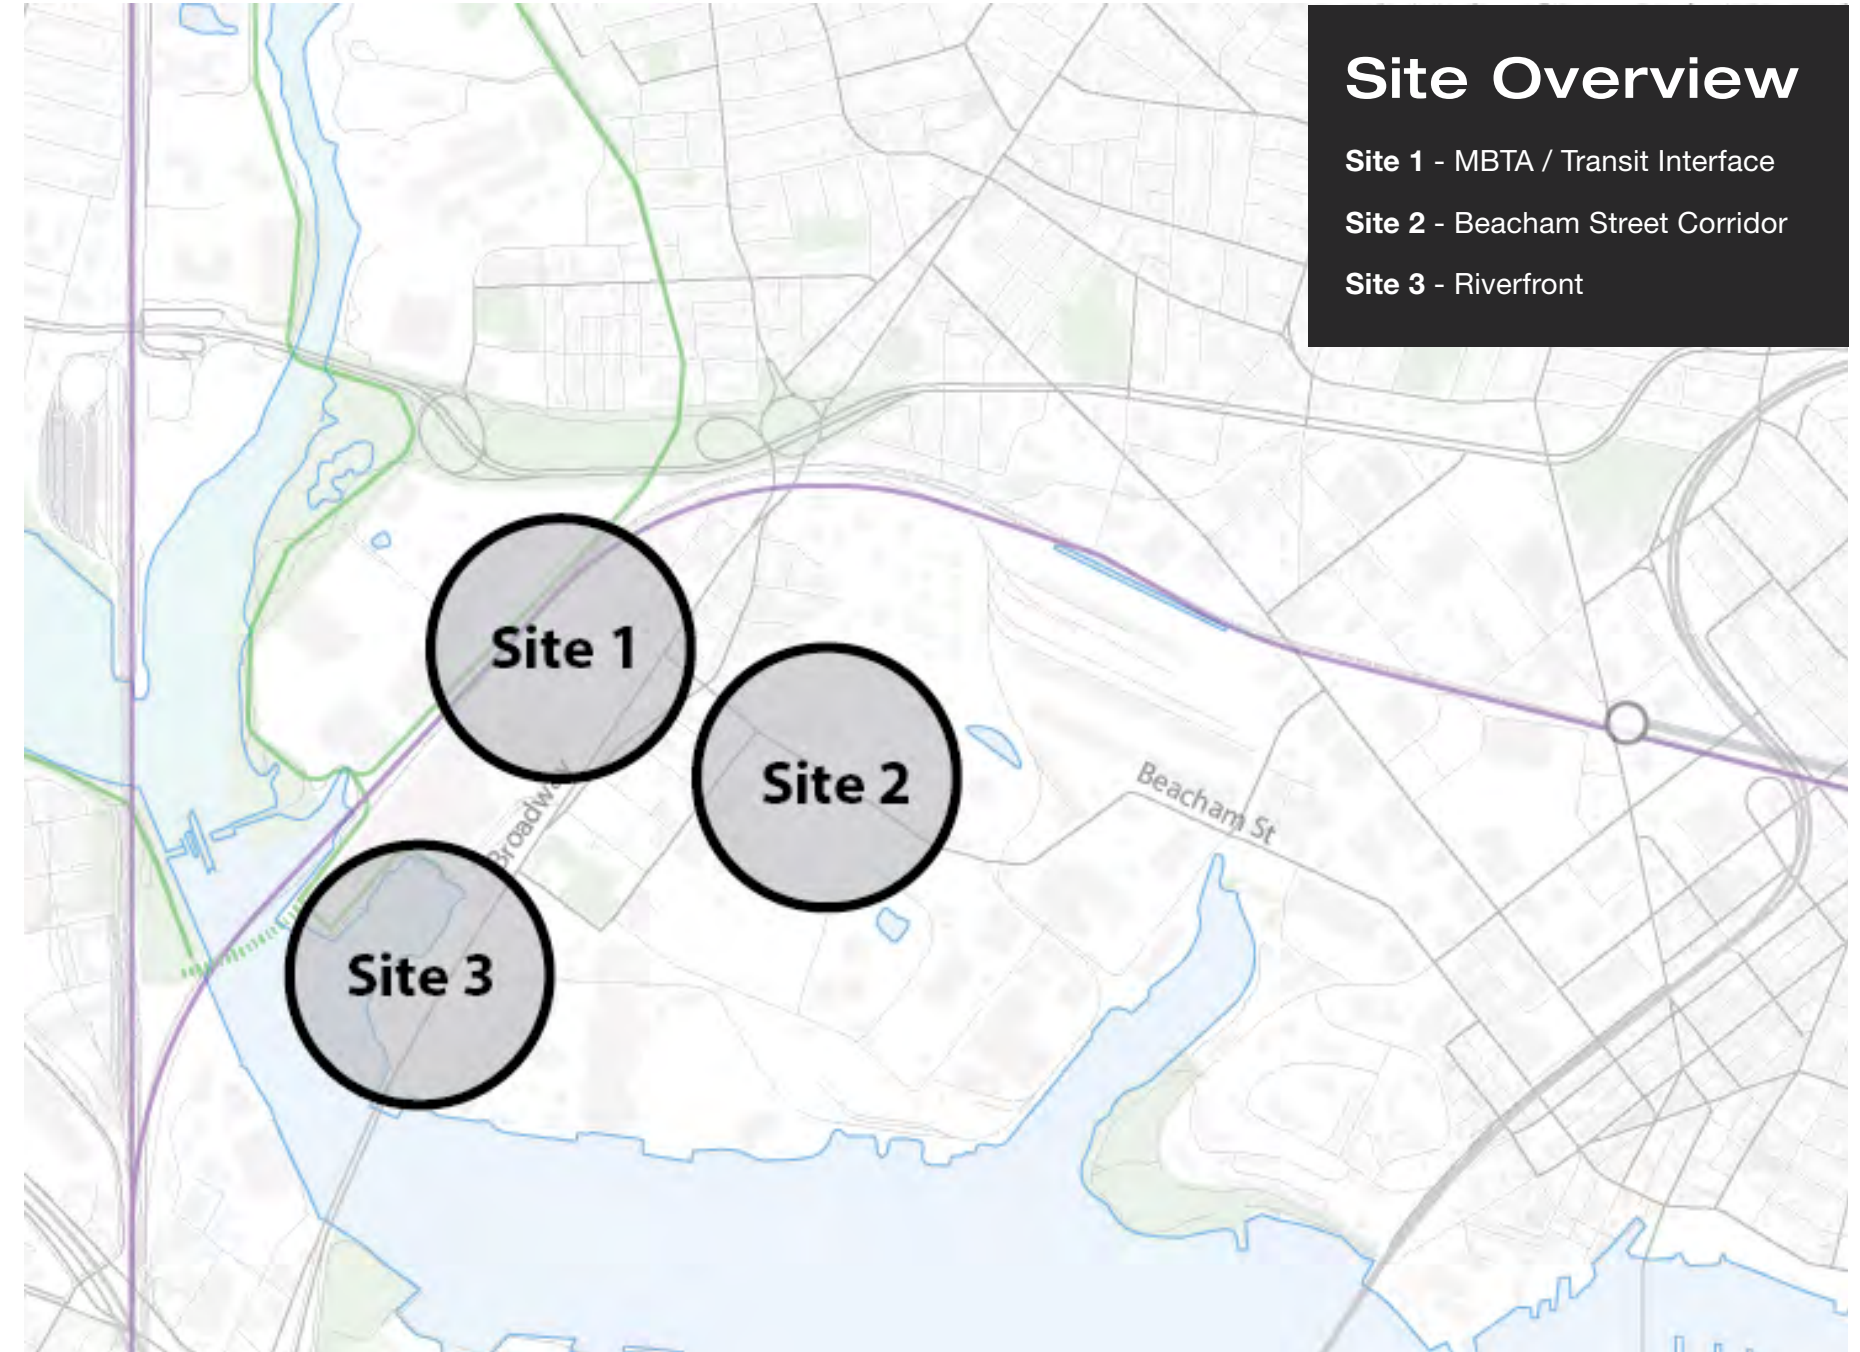 Site Overview
Site 1 - MBTA / Transit Interface
Site 2 - Beacham Street Corridor
Site 3 - Riverfront
Site 1
Site 2
Broadway
Beacham St
Site 3